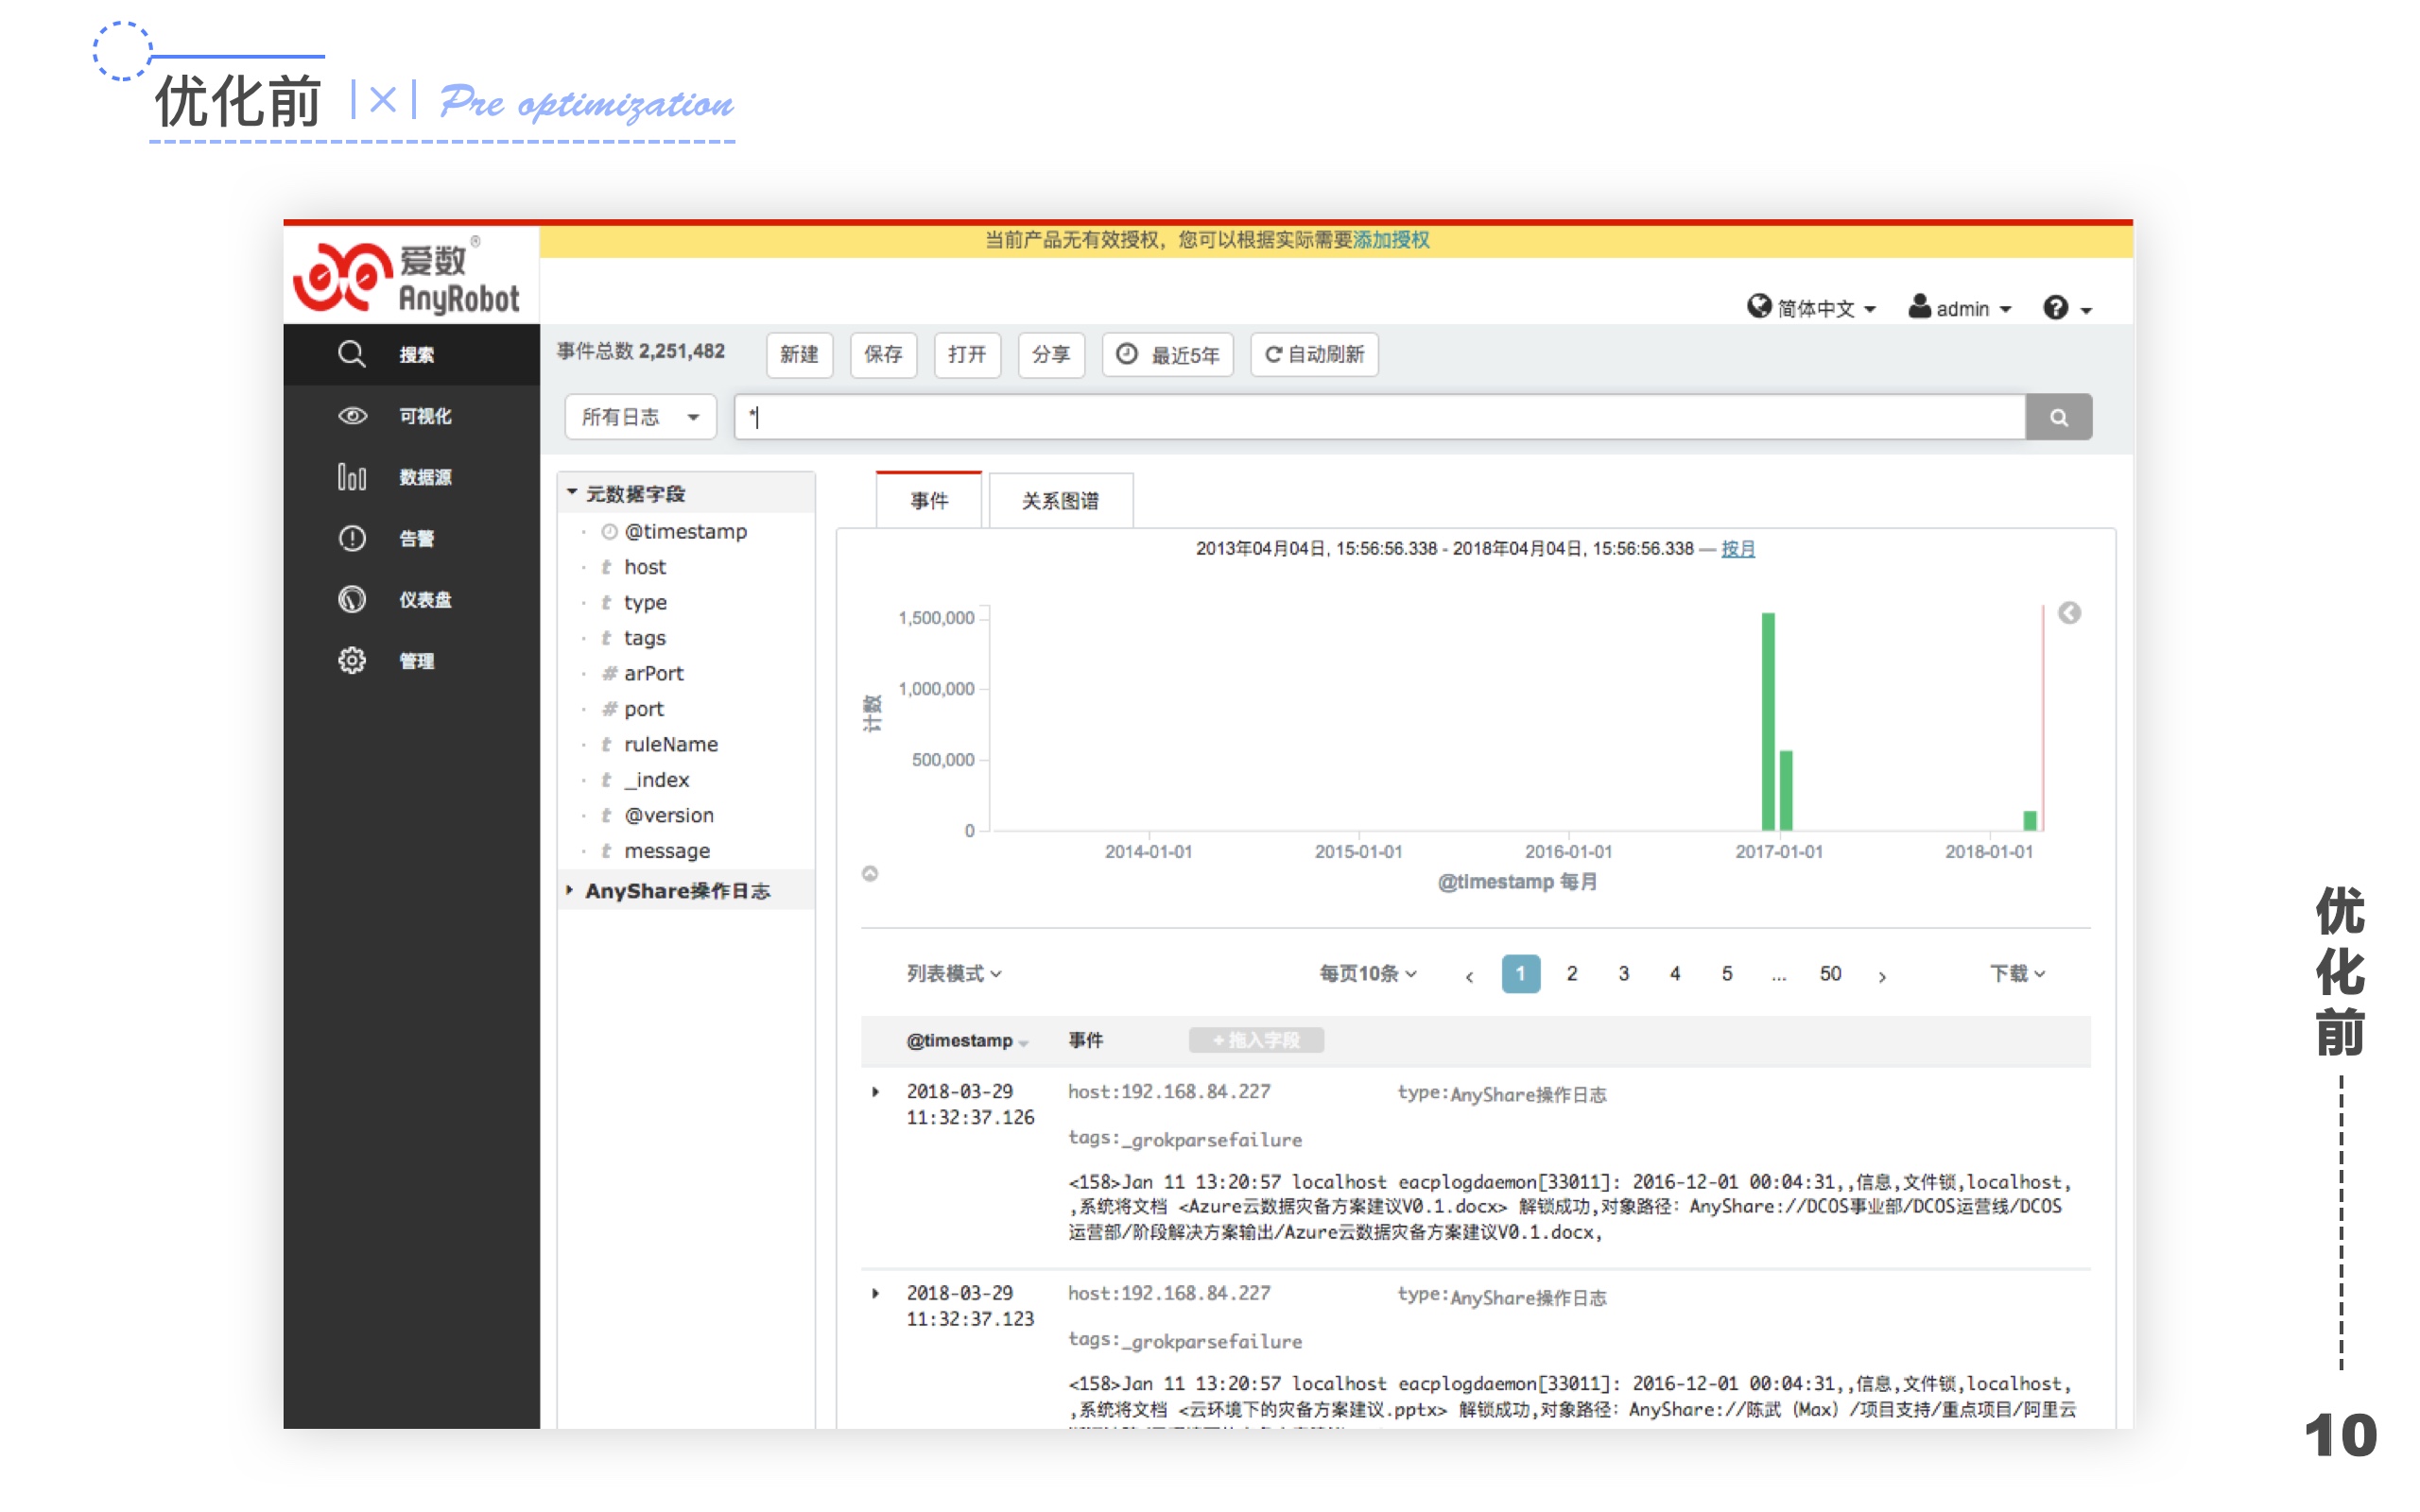 优化前 |×| Pre optimization
爱数®
AnyRobot
当前产品无有效授权，您可以根据实际需要添加授权
简体中文 admin
搜索
可视化
数据源
告警
仪表盘
管理
事件总数 2,251,482 新建 保存 打开 分享 最近5年 自动刷新
所有日志 *
元数据字段
@timestamp
t host
t type
t tags
# arPort
# port
t ruleName
t _index
t @version
t message
AnyShare操作日志
事件 关系图谱
2013年04月04日, 15:56:56.338 - 2018年04月04日, 15:56:56.338 — 按月
计数
1,500,000
1,000,000
500,000
0
2014-01-01 2015-01-01 2016-01-01 2017-01-01 2018-01-01
@timestamp 每月
列表模式 每页10条 ‹ 1 2 3 4 5 ... 50 › 下载
@timestamp 事件 + 拖入字段
2018-03-29 host:192.168.84.227 type:AnyShare操作日志
11:32:37.126
tags:_grokparsefailure
<158>Jan 11 13:20:57 localhost eacplogdaemon[33011]: 2016-12-01 00:04:31,,信息,文件锁,localhost,
,系统将文档 <Azure云数据灾备方案建议V0.1.docx> 解锁成功,对象路径: AnyShare://DCOS事业部/DCOS运营线/DCOS
运营部/阶段解决方案输出/Azure云数据灾备方案建议V0.1.docx,
2018-03-29 host:192.168.84.227 type:AnyShare操作日志
11:32:37.123
tags:_grokparsefailure
<158>Jan 11 13:20:57 localhost eacplogdaemon[33011]: 2016-12-01 00:04:31,,信息,文件锁,localhost,
,系统将文档 <云环境下的灾备方案建议.pptx> 解锁成功,对象路径: AnyShare://陈武 (Max) /项目支持/重点项目/阿里云
优化前
10